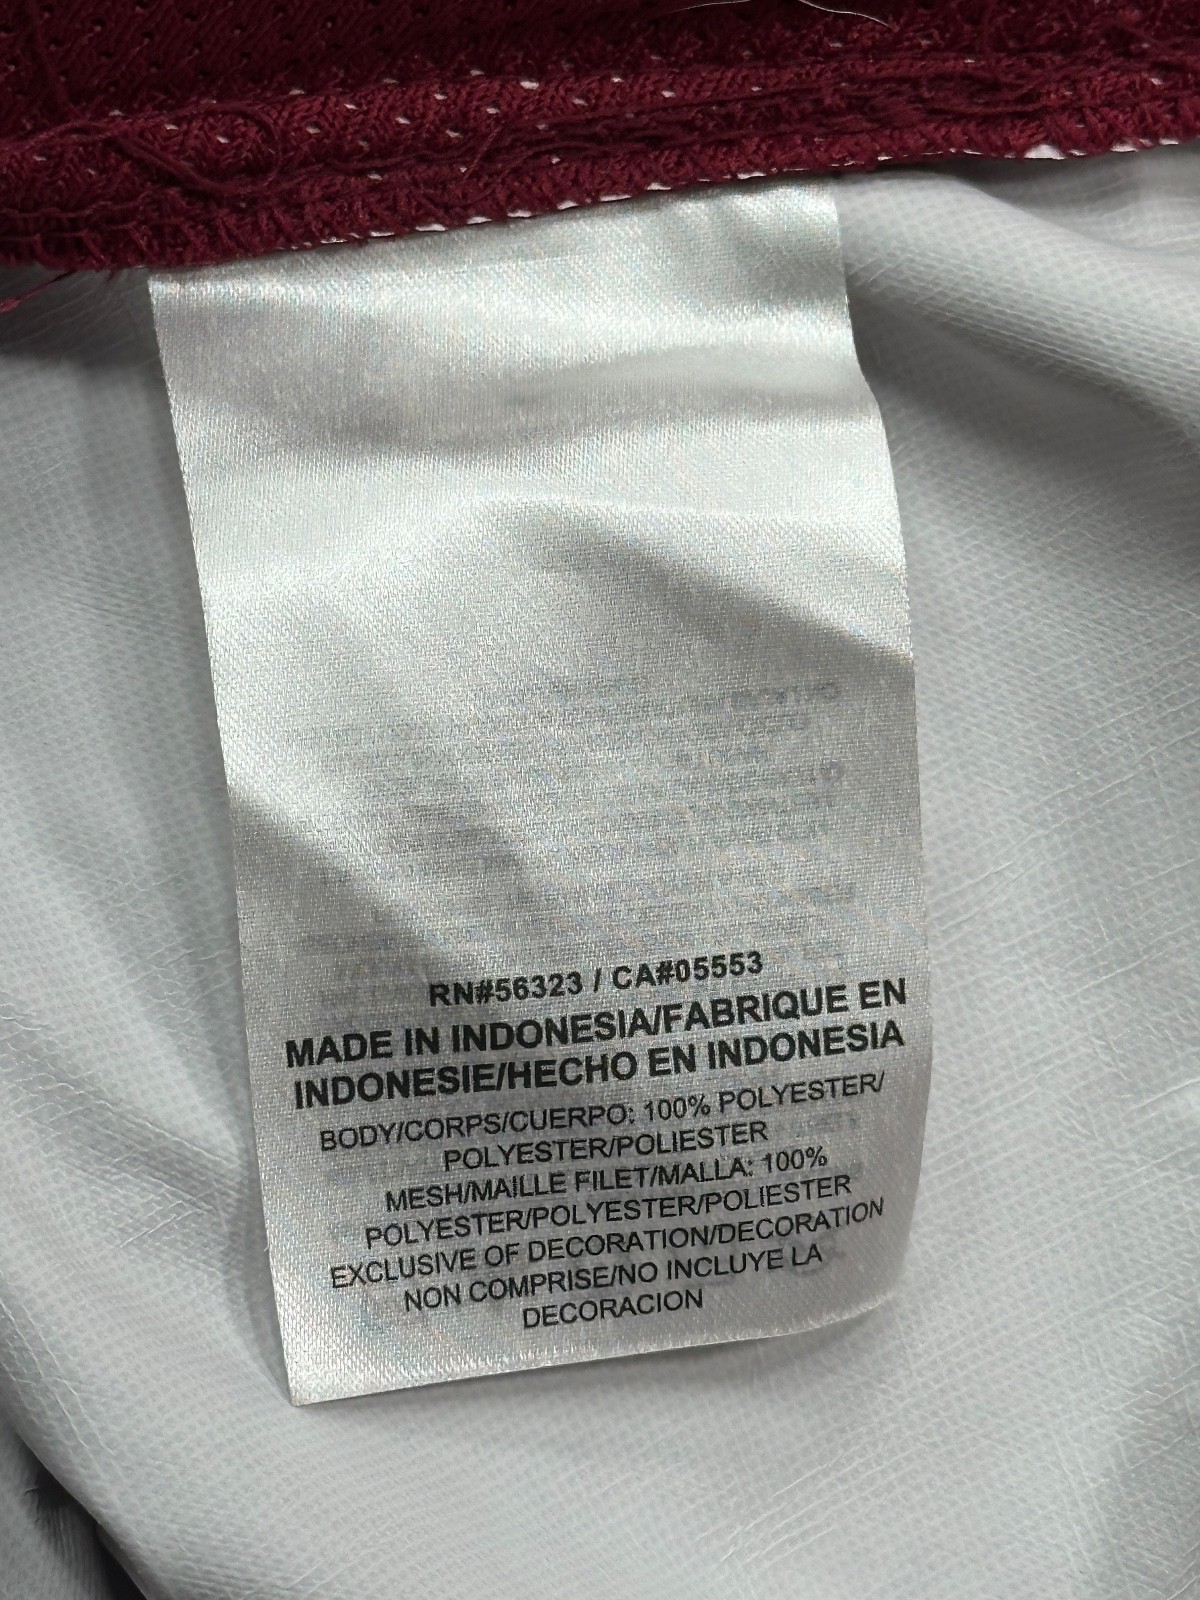 RN#56323 / CA#05553
MADE IN INDONESIA/FABRIQUE EN
INDONESIE/HECHO EN INDONESIA
BODY/CORPS/CUERPO: 100% POLYESTER/
POLYESTER/POLIESTER
MESH/MAILLE FILET/MALLA: 100%
POLYESTER/POLYESTER/POLIESTER
EXCLUSIVE OF DECORATION/DECORATION
NON COMPRISE/NO INCLUYE LA
DECORACION